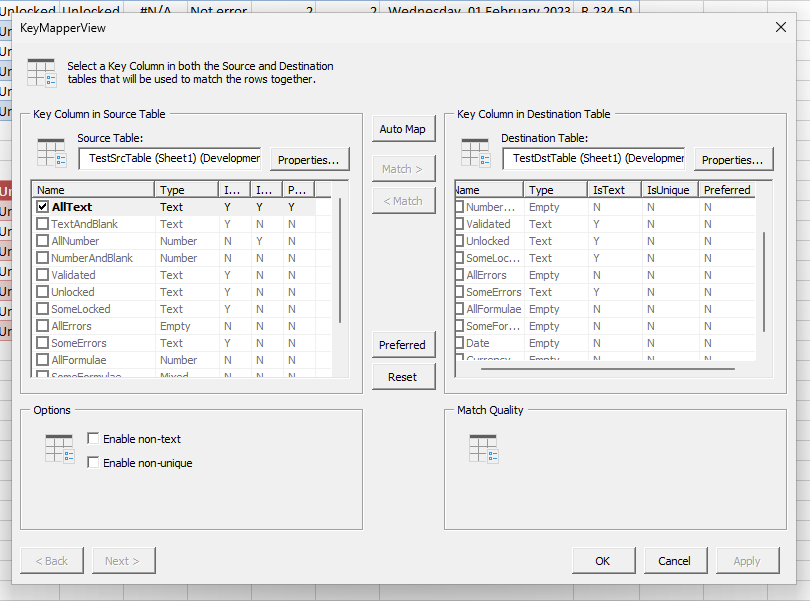 Unlocked Unlocked #N/A Not error 2 2 Wednesday, 01 February 2023 R 234.50
KeyMapperView
Select a Key Column in both the Source and Destination
tables that will be used to match the rows together.
Key Column in Source Table
Source Table:
TestSrcTable (Sheet1) (Developmer
Properties...
Name Type I... I... P...
AllText Text Y Y Y
TextAndBlank Text Y N N
AllNumber Number N Y N
NumberAndBlank Number N N N
Validated Text Y N N
Unlocked Text Y N N
SomeLocked Text Y N N
AllErrors Empty N N N
SomeErrors Text Y N N
AllFormulae Number N N N
SomeFormulae Mixed N N N
Auto Map
Match >
< Match
Preferred
Reset
Key Column in Destination Table
Destination Table:
TestDstTable (Sheet1) (Developmer
Properties...
Name Type IsText IsUnique Preferred
Number... Empty N N N
Validated Text Y N N
Unlocked Text Y N N
SomeLoc... Text Y N N
AllErrors Empty N N N
SomeErrors Text Y N N
AllFormulae Empty N N N
SomeFor... Empty N N N
Date Empty N N N
Currency Empty N N N
Options
Enable non-text
Enable non-unique
Match Quality
< Back
Next >
OK
Cancel
Apply